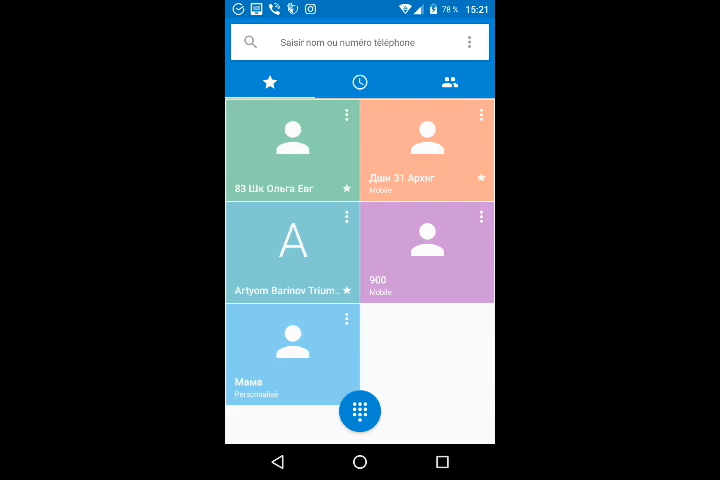 78 % 15:21
Saisir nom ou numéro téléphone
83 Шк Ольга Евг
Дши 31 Архнг
Mobile
A
Artyom Barinov Trium...
900
Mobile
Мама
Personnalisé